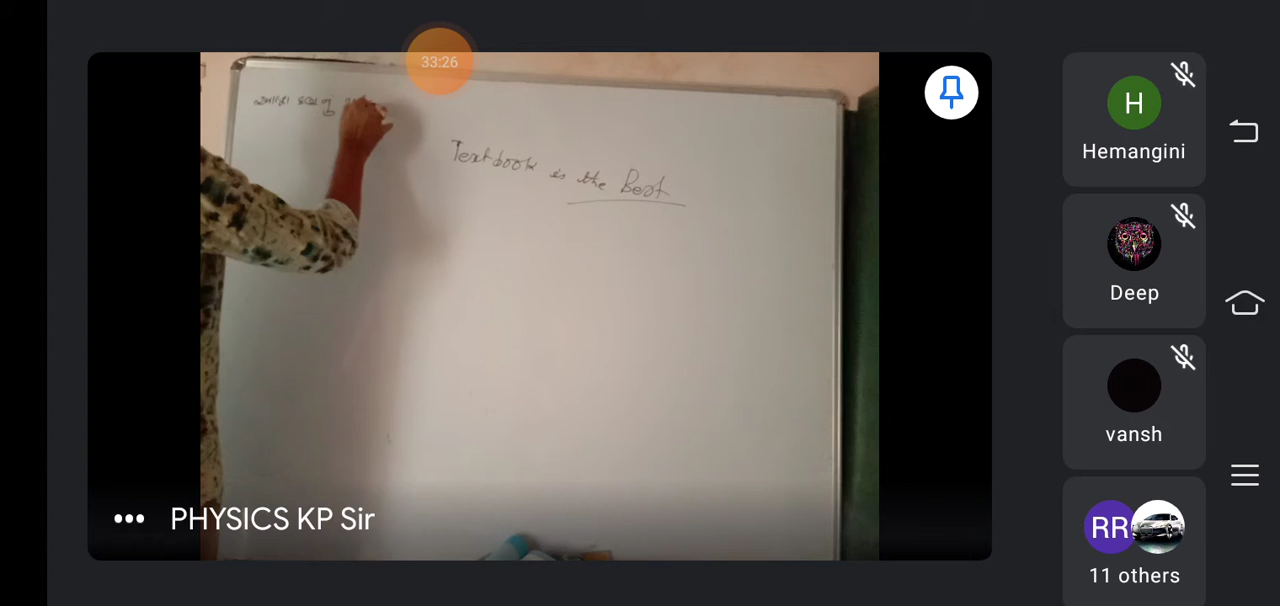 33:26
Textbook is the Best
PHYSICS KP Sir
H
Hemangini
Deep
vansh
RR
11 others